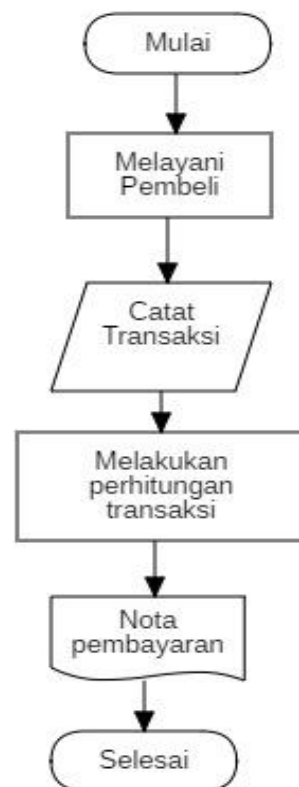 Mulai
Melayani
Pembeli
Catat
Transaksi
Melakukan
perhitungan
transaksi
Nota
pembayaran
Selesai